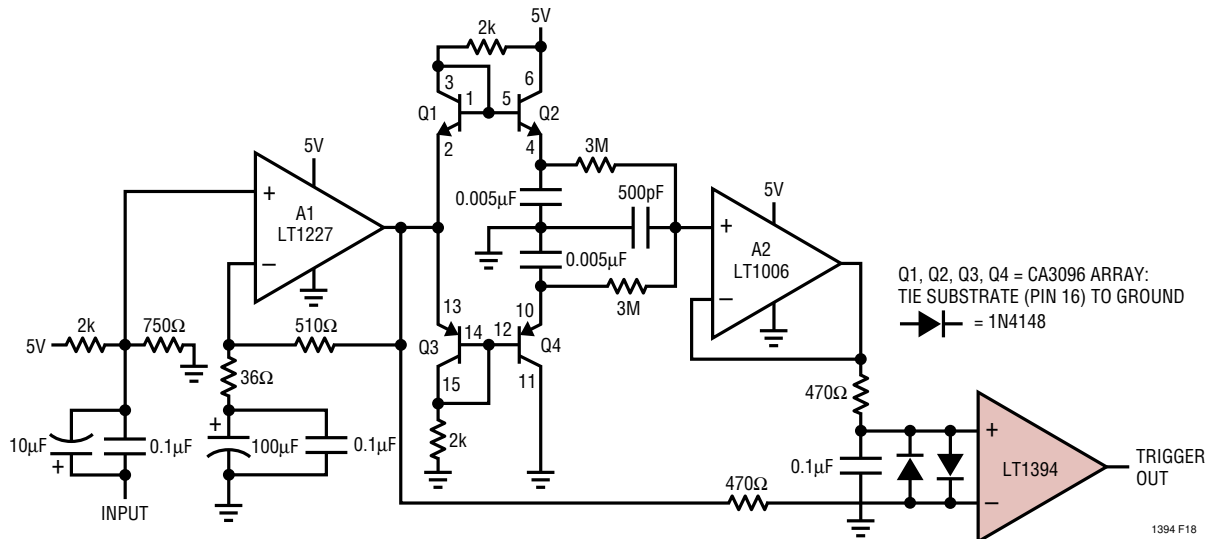 5V
2k
3
1
5
6
Q1
Q2
2
4
3M
5V
+
A1
LT1227
−
0.005µF
500pF
5V
+
A2
LT1006
−
0.005µF
3M
Q1, Q2, Q3, Q4 = CA3096 ARRAY:
TIE SUBSTRATE (PIN 16) TO GROUND
= 1N4148
13
10
14
12
Q3
Q4
15
11
2k
750Ω
5V
510Ω
36Ω
2k
470Ω
+
10µF
+
0.1µF
100µF
0.1µF
0.1µF
+
LT1394
−
TRIGGER
OUT
470Ω
INPUT
1394 F18